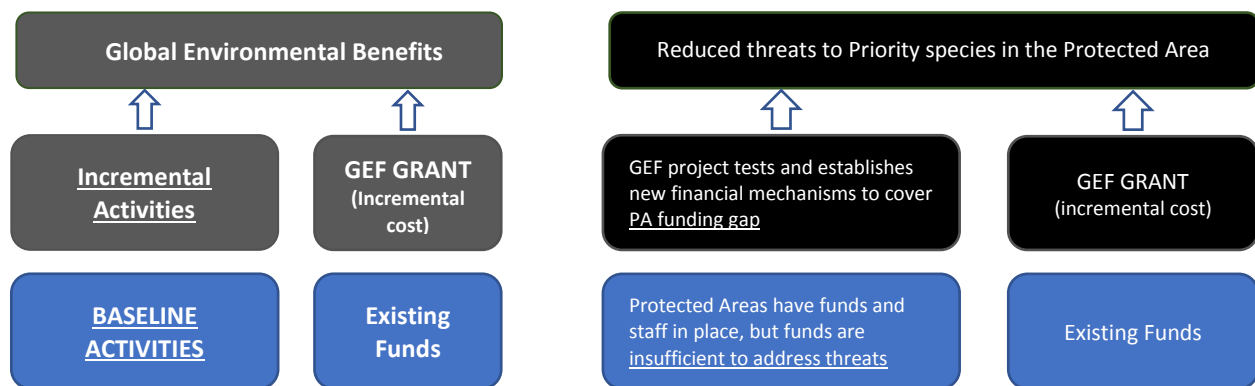 Global Environmental Benefits
Incremental
Activities
GEF GRANT
(Incremental
cost)
BASELINE
ACTIVITIES
Existing
Funds
Reduced threats to Priority species in the Protected Area
GEF project tests and establishes
new financial mechanisms to cover
PA funding gap
GEF GRANT
(incremental cost)
Protected Areas have funds and
staff in place, but funds are
insufficient to address threats
Existing Funds